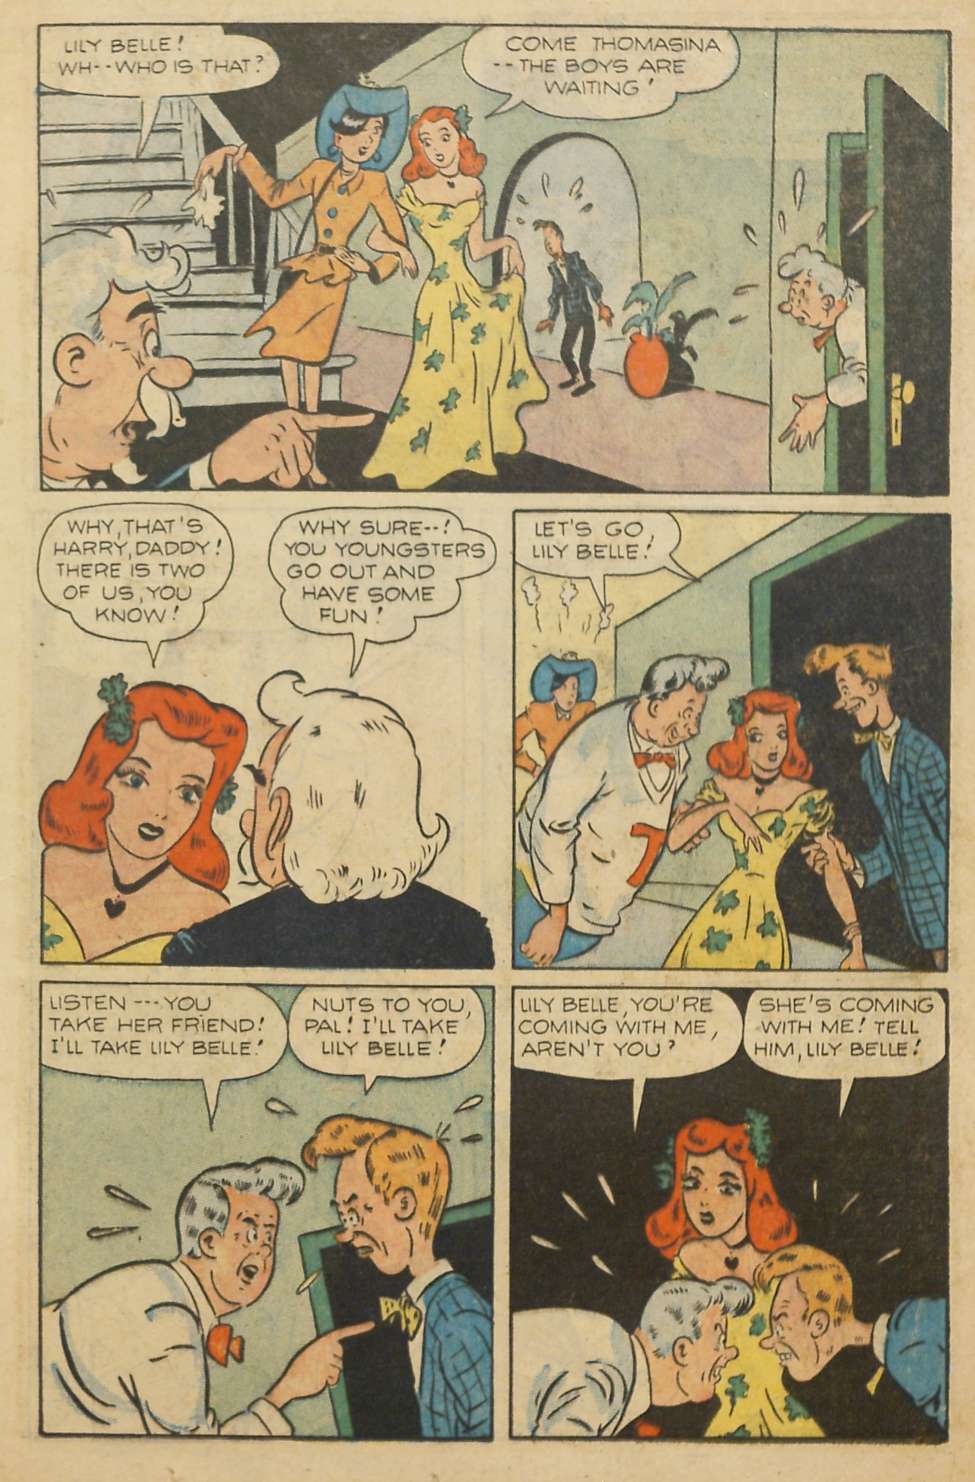 LILY BELLE!
WH--WHO IS THAT?
COME THOMASINA
--THE BOYS ARE
WAITING!
WHY, THAT'S
HARRY, DADDY!
THERE IS TWO
OF US, YOU
KNOW!
WHY SURE--!
YOU YOUNGSTERS
GO OUT AND
HAVE SOME
FUN!
LET'S GO,
LILY BELLE!
T
LISTEN---YOU
TAKE HER FRIEND!
I'LL TAKE LILY BELLE!
NUTS TO YOU,
PAL! I'LL TAKE
LILY BELLE!
LILY BELLE, YOU'RE
COMING WITH ME,
AREN'T YOU?
SHE'S COMING
WITH ME! TELL
HIM, LILY BELLE!